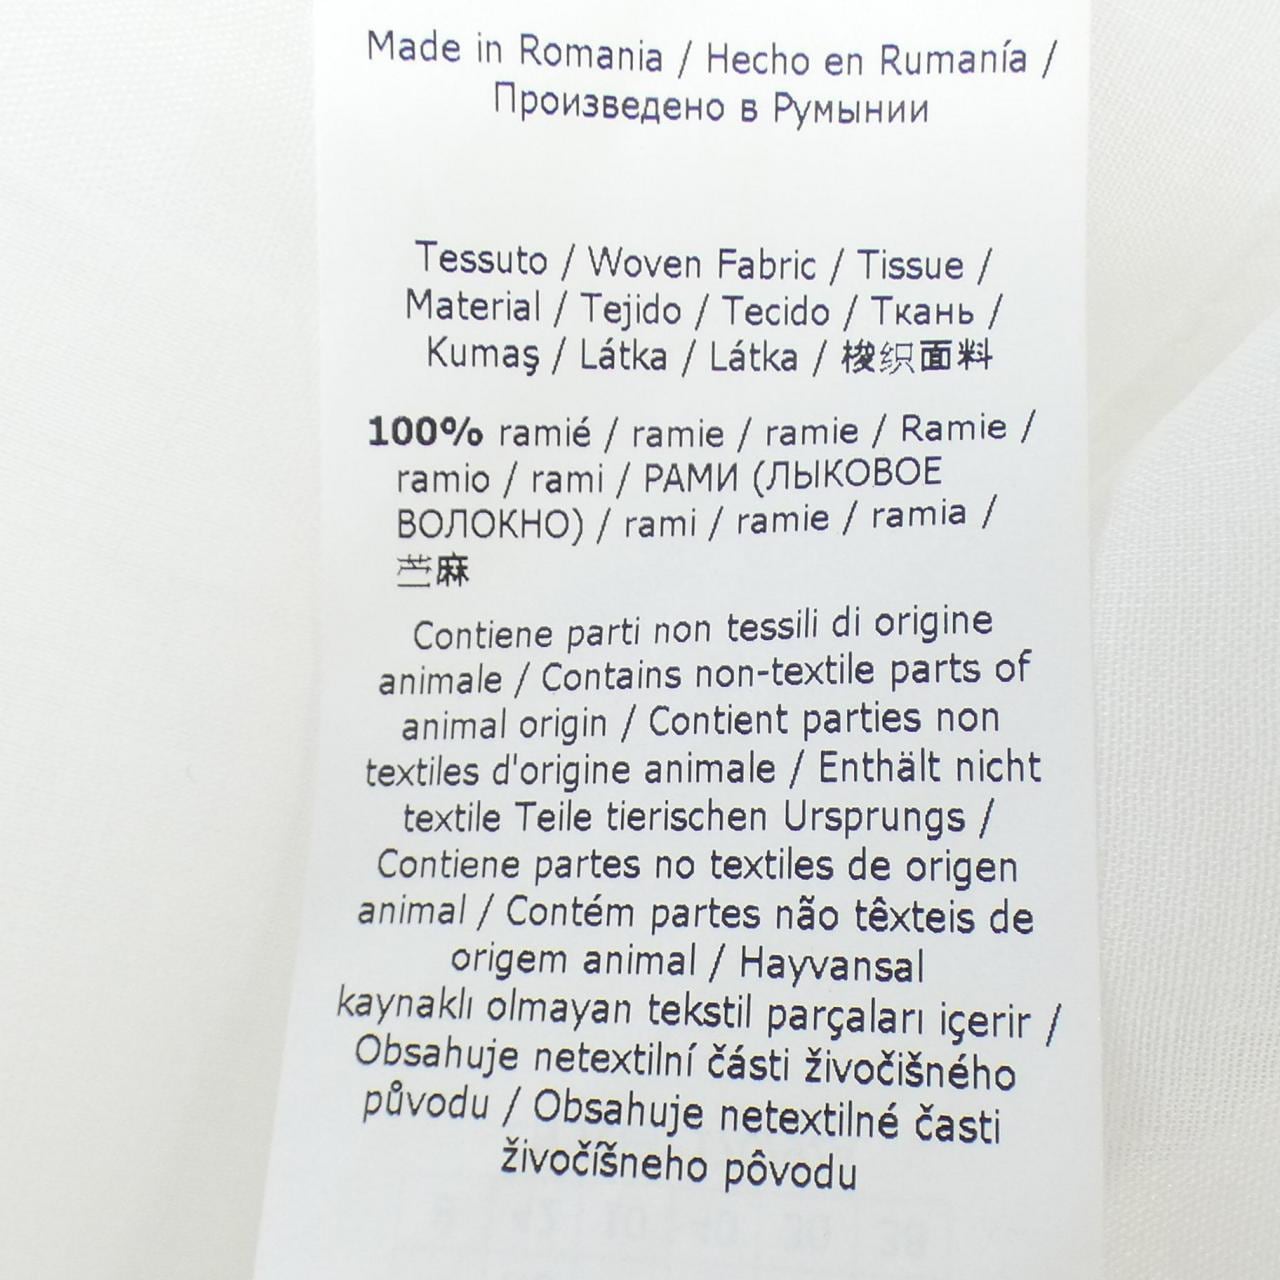 Made in Romania / Hecho en Rumanía /
Произведено в Румынии
Tessuto / Woven Fabric / Tissue /
Material / Tejido / Tecido / Ткань /
Kumaş / Látka / Látka / 梭织面料
100% ramié / ramie / ramie / Ramie /
ramio / rami / РАМИ (ЛЫКОВОЕ
ВОЛОКНО) / rami / ramie / ramia /
苎麻
Contiene parti non tessili di origine
animale / Contains non-textile parts of
animal origin / Contient parties non
textiles d'origine animale / Enthält nicht
textile Teile tierischen Ursprungs /
Contiene partes no textiles de origen
animal / Contém partes não têxteis de
origem animal / Hayvansal
kaynaklı olmayan tekstil parçaları içerir /
Obsahuje netextilní části živočišného
původu / Obsahuje netextilné časti
živočíšneho pôvodu